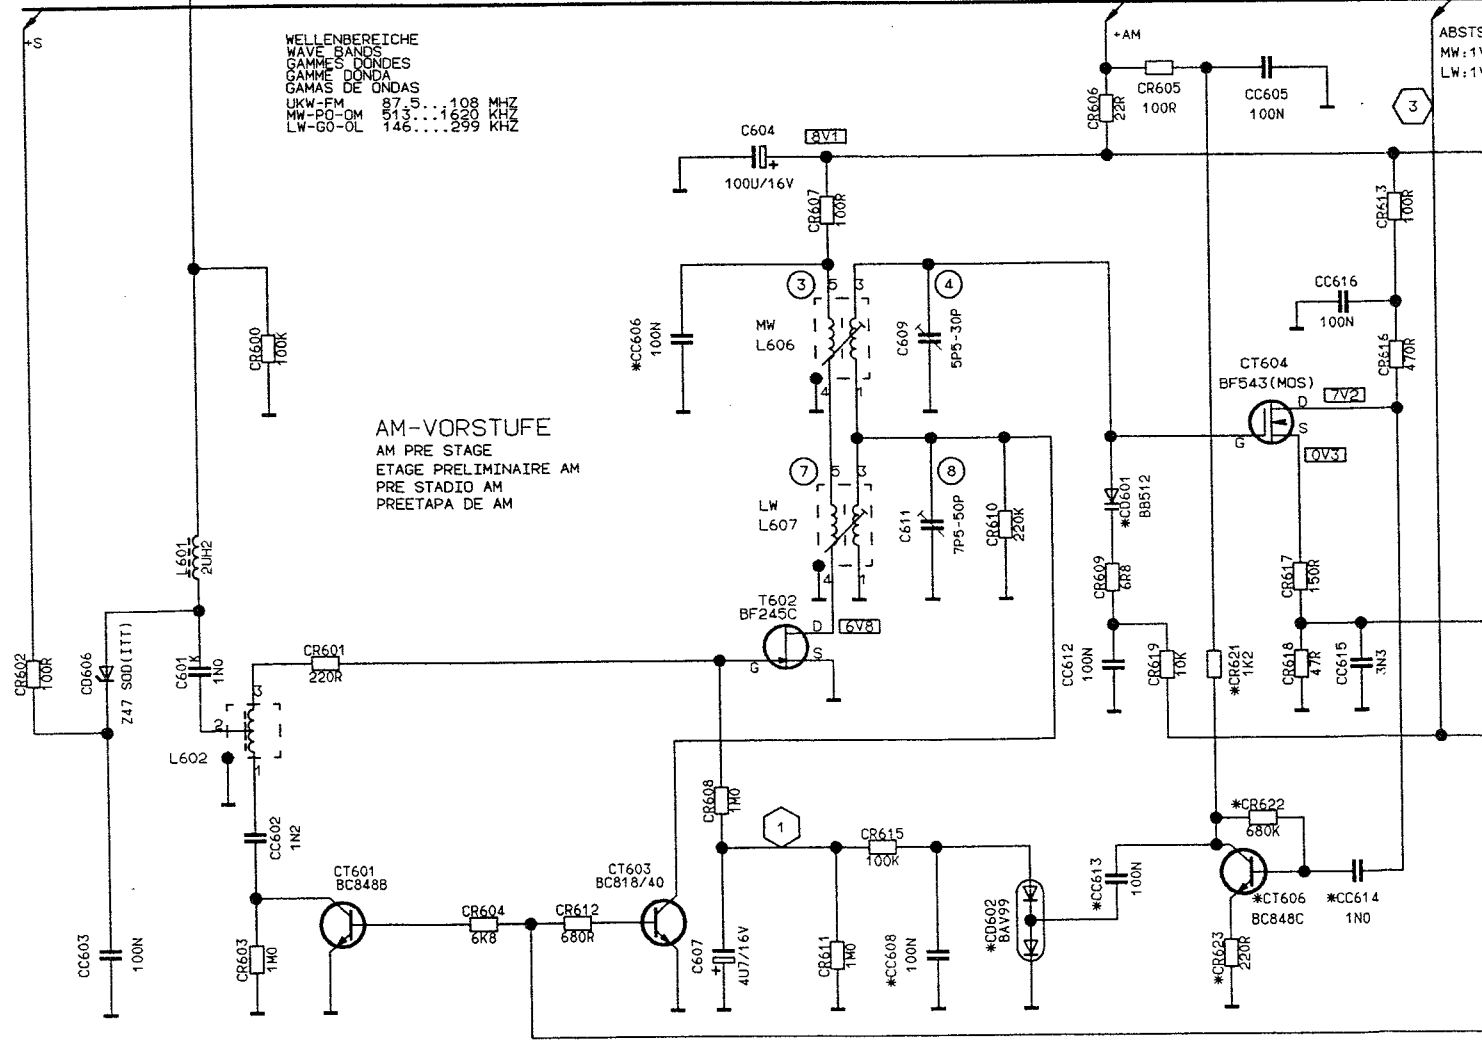 +S
WELLENBEREICHE
WAVE BANDS
GAMMES DONDES
GAMME DONDA
GAMAS DE ONDAS
UKW-FM 87.5...108 MHZ
MW-PO-OM 513...1620 KHZ
LW-GO-OL 146....299 KHZ
+AM
MW:1
LW:1
CR605
100R
CC605
100N
CR606
22R
3
C604
8V1
+
100U/16V
CR607
100R
CR613
100R
CR600
100K
*CC606
100N
3
5
3
4
MW
L606
4
1
C609
5P5-30P
CC616
100N
CR616
470R
CT604
BF543(MOS)
D
7V2
S
G
0V3
AM-VORSTUFE
AM PRE STAGE
ETAGE PRELIMINAIRE AM
PRE STADIO AM
PREETAPA DE AM
7
5
3
8
LW
L607
4
1
C611
7P5-50P
CR610
220K
*CD601
BB512
CR609
6R8
CR617
150R
L601
2UH2
T602
BF245C
D
6V8
S
G
CR602
100R
CD606
Z47 SOD(ITT)
C601
1N0
K
CR601
220R
3
2
1
L602
CC612
100N
CR619
10K
*CR621
1K2
CR618
47R
CC615
3N3
CC602
1N2
CR608
1M0
1
CR615
100K
*CR622
680K
CT601
BC848B
CT603
BC818/40
*CC613
100N
*CT606
BC848C
*CC614
1N0
CR604
6K8
CR612
680R
CC603
100N
CR603
1M0
C607
4U7/16V
+
CR611
1M0
*CC608
100N
*CD602
BAV99
*CR623
220R